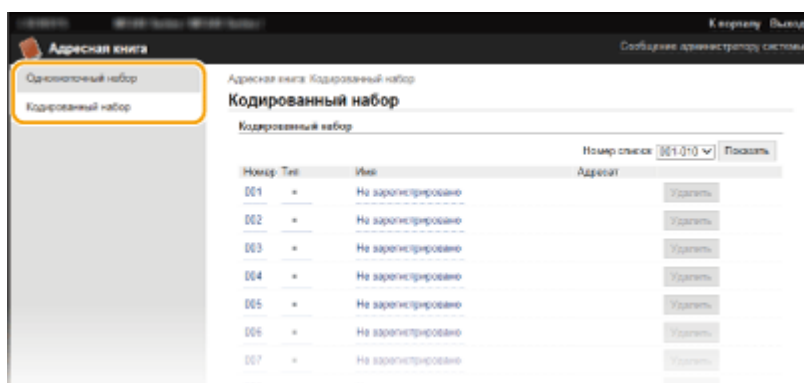 К порталу Выход
Адресная книга
Сообщение администратору системы
Однокнопочный набор
Кодированный набор
Адресная книга: Кодированный набор
Кодированный набор
Кодированный набор
Номер списка 001-010 Показать
Номер Тип Имя Адресат
001 Не зарегистрировано Удалить
002 Не зарегистрировано Удалить
003 Не зарегистрировано Удалить
004 Не зарегистрировано Удалить
005 Не зарегистрировано Удалить
006 Не зарегистрировано Удалить
007 Не зарегистрировано Удалить